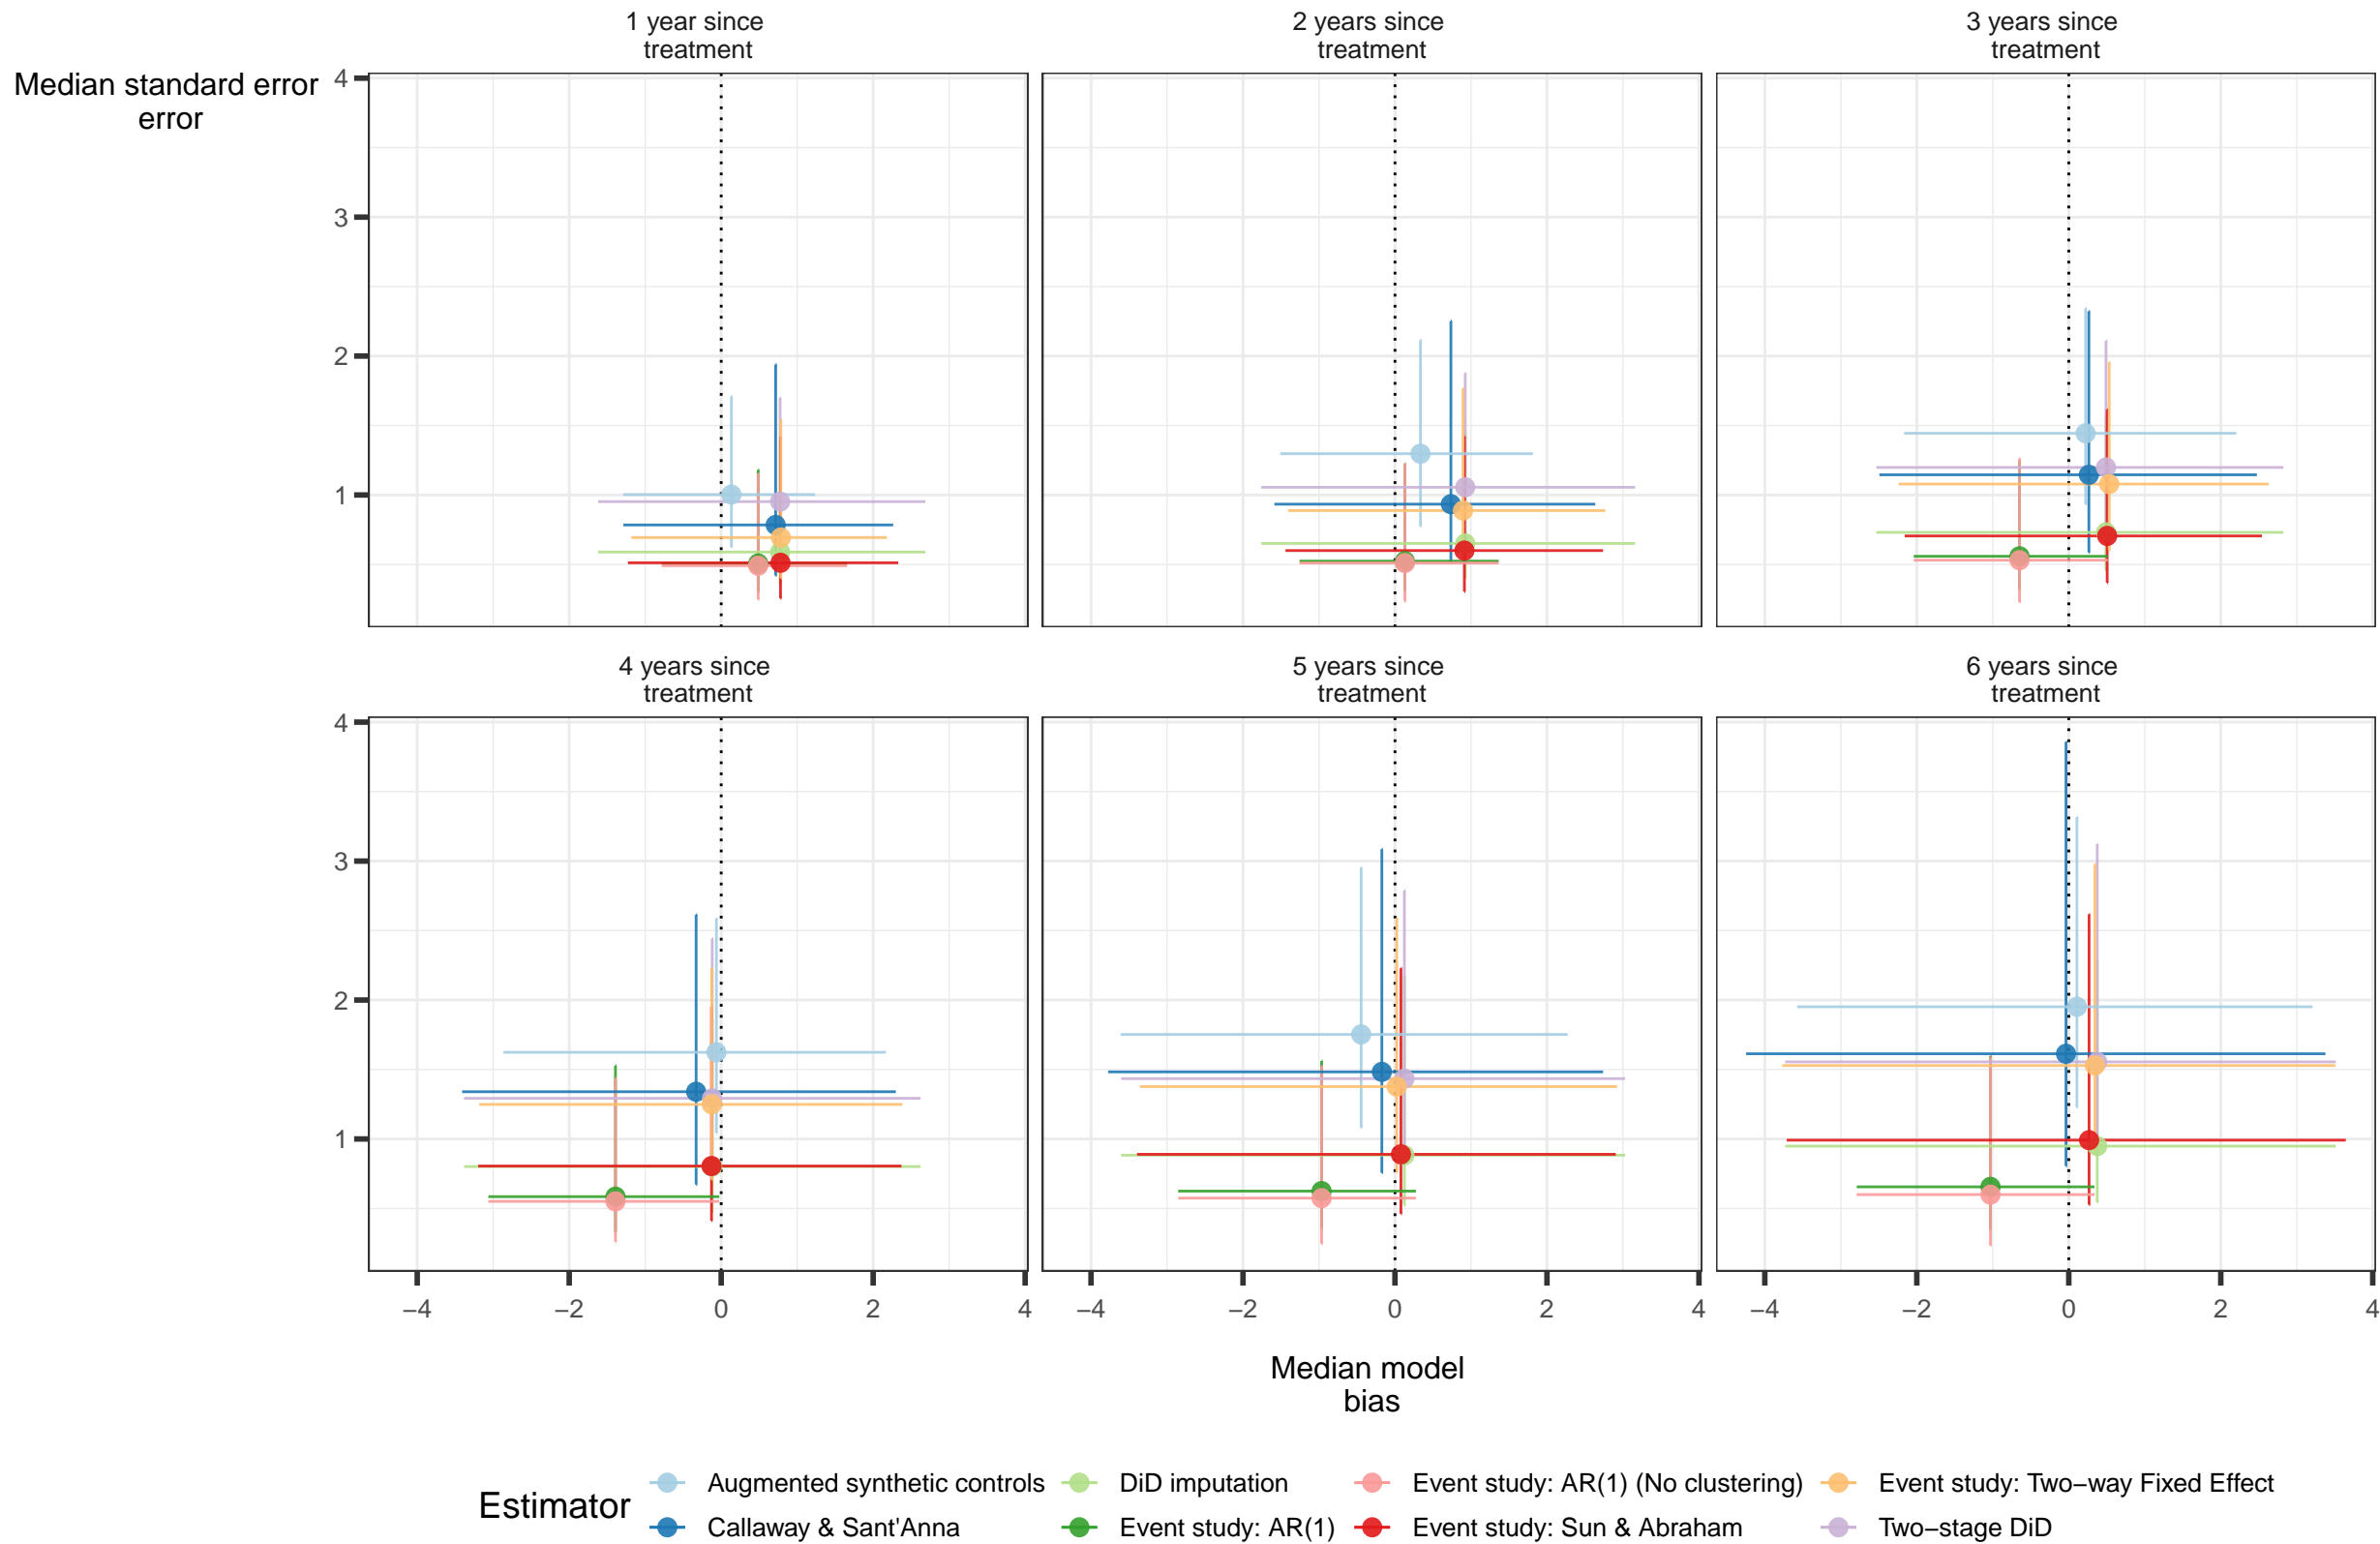 1 year since
treatment
2 years since
treatment
3 years since
treatment
Median standard error
error
4
3
2
1
4 years since
treatment
5 years since
treatment
6 years since
treatment
4
3
2
1
−4 −2 0 2 4
−4 −2 0 2 4
−4 −2 0 2 4
Median model
bias
Estimator
Augmented synthetic controls
DiD imputation
Event study: AR(1) (No clustering)
Event study: Two−way Fixed Effect
Callaway & Sant'Anna
Event study: AR(1)
Event study: Sun & Abraham
Two−stage DiD